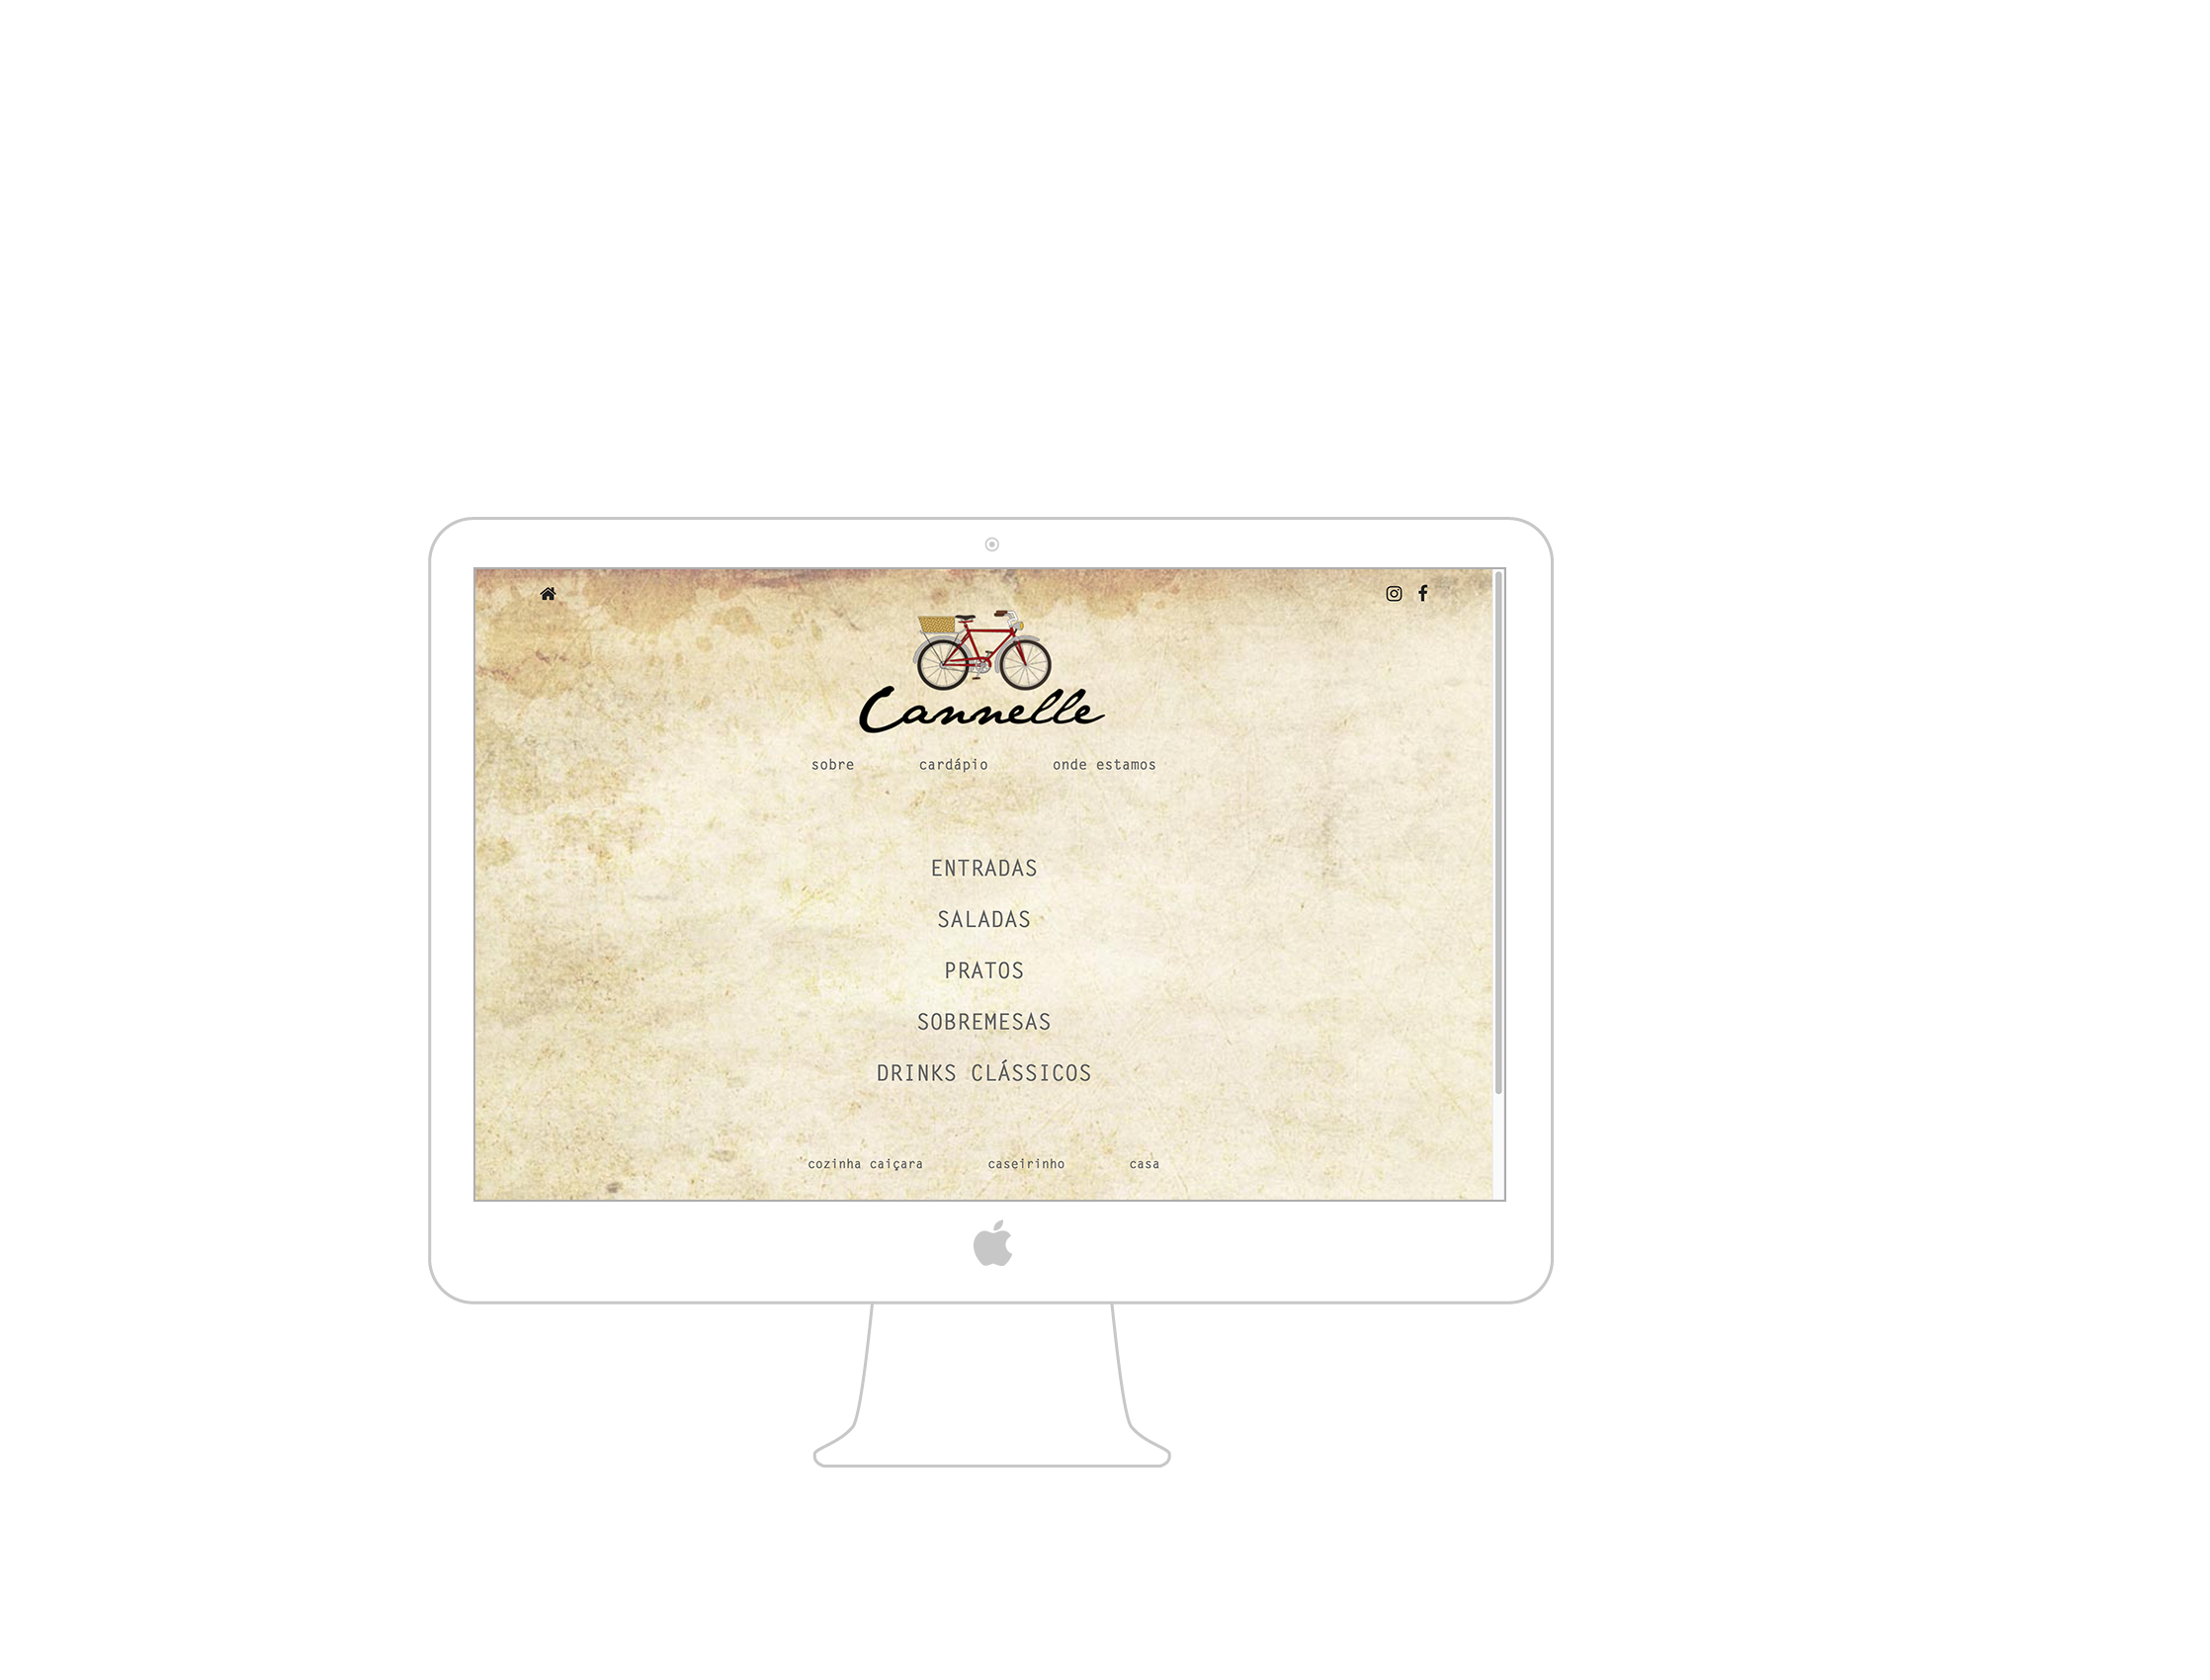 Cannelle
sobre cardápio onde estamos
ENTRADAS
SALADAS
PRATOS
SOBREMESAS
DRINKS CLÁSSICOS
cozinha caiçara caseirinho casa